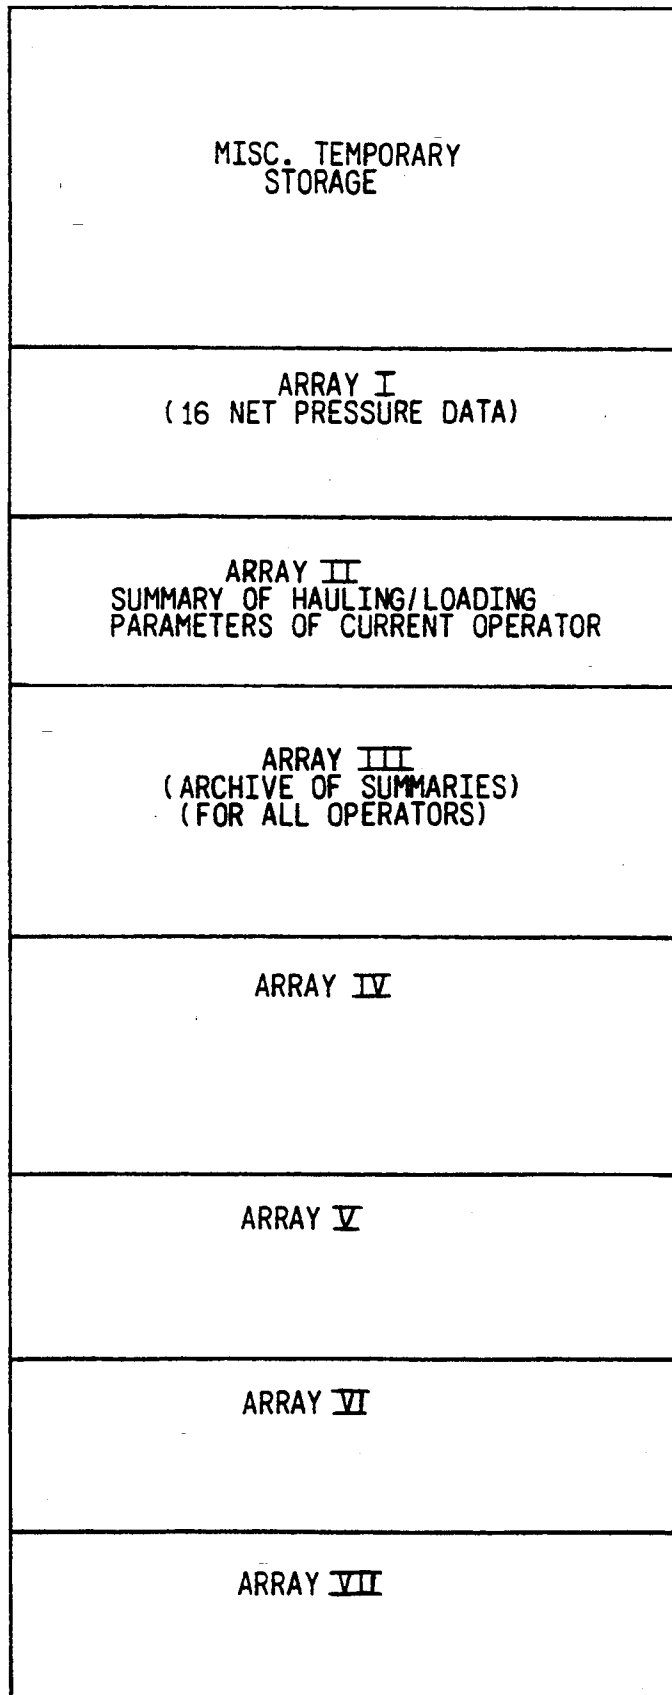 MISC. TEMPORARY
STORAGE
ARRAY I
(16 NET PRESSURE DATA)
ARRAY II
SUMMARY OF HAULING/LOADING
PARAMETERS OF CURRENT OPERATOR
ARRAY III
(ARCHIVE OF SUMMARIES)
(FOR ALL OPERATORS)
ARRAY IV
ARRAY V
ARRAY VI
ARRAY VII